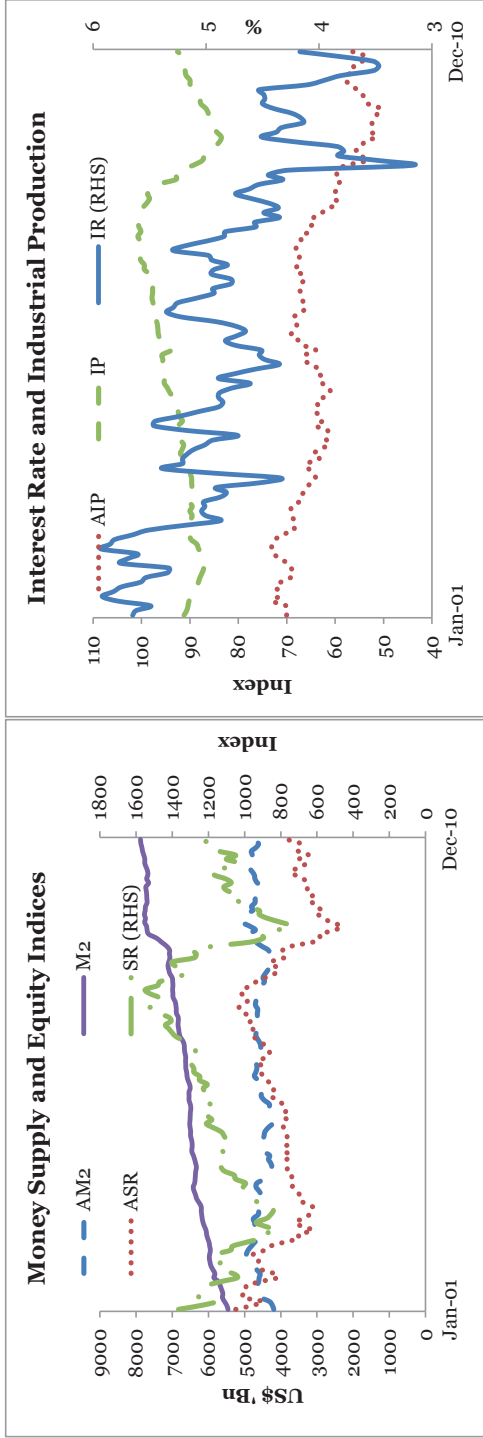 Money Supply and Equity Indices
AM2
M2
ASR
SR (RHS)
9000
8000
7000
6000
5000
4000
3000
2000
1000
0
US$ 'Bn
1800
1600
1400
1200
1000
800
600
400
200
0
Index
Jan-01
Dec-10
Interest Rate and Industrial Production
AIP
IP
IR (RHS)
110
100
90
80
70
60
50
40
Index
6
5
4
3
%
Jan-01
Dec-10